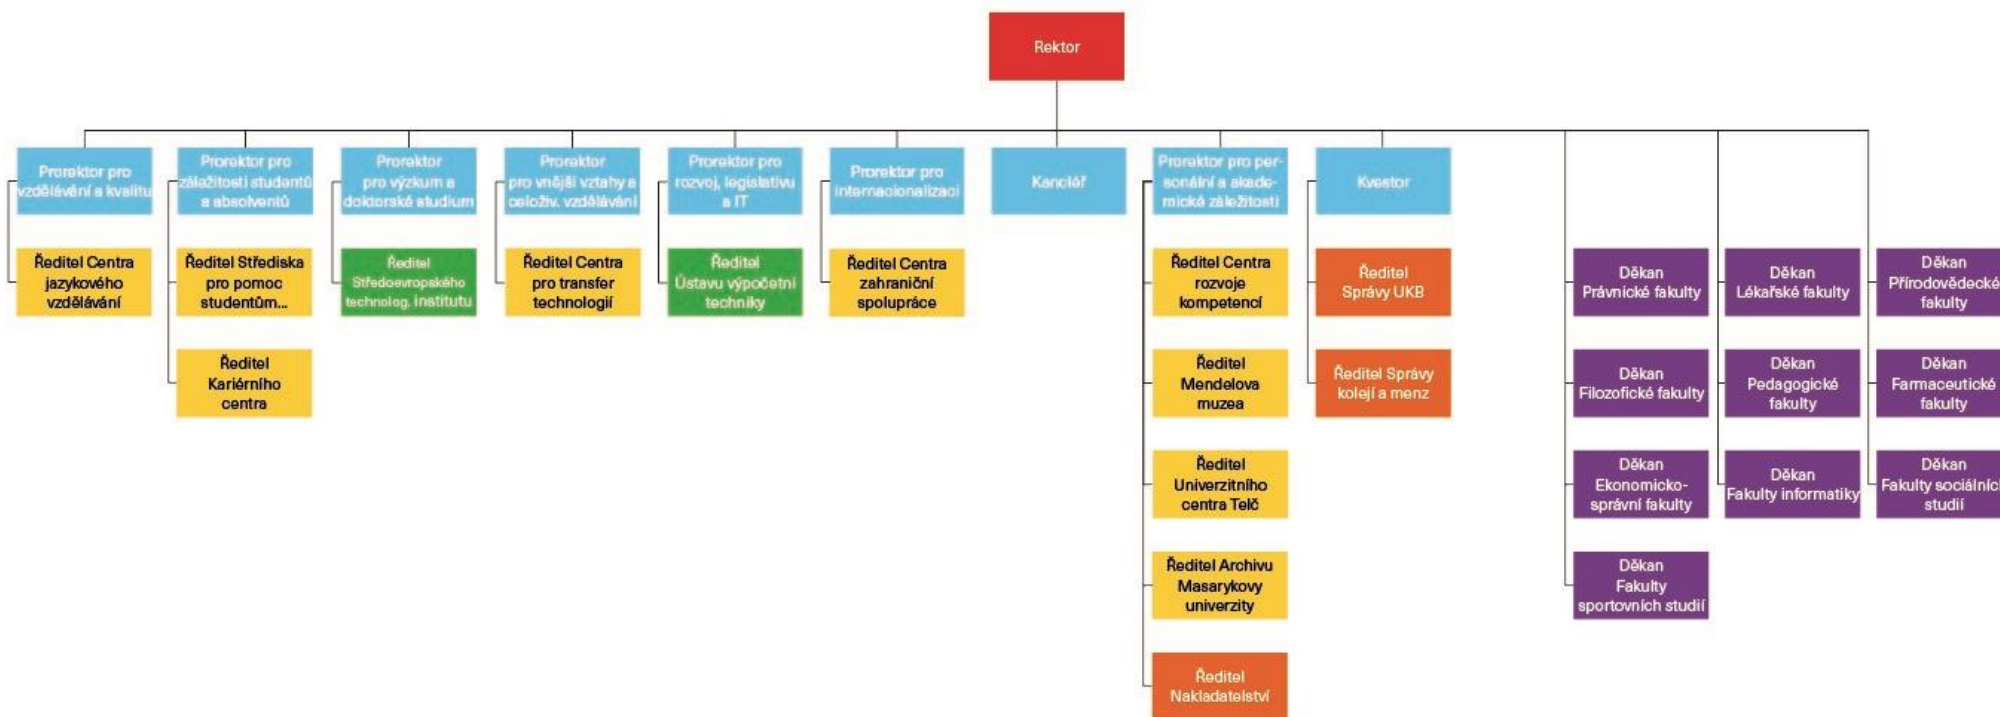 Rektor
Prorektor pro
vzdělávání a kvalitu
Prorektor pro
záležitosti studentů
a absolventů
Prorektor
pro výzkum a
doktorské studium
Prorektor
pro vnější vztahy a
celoživ. vzdělávání
Prorektor pro
rozvoj, legislativu
a IT
Prorektor pro
internacionalizaci
Kancléř
Prorektor pro per-
sonální a akade-
mické záležitosti
Kvestor
Ředitel Centra
jazykového
vzdělávání
Ředitel Střediska
pro pomoc
studentům...
Ředitel
Středoevropského
technolog. institutu
Ředitel Centra
pro transfer
technologií
Ředitel
Ústavu výpočetní
techniky
Ředitel Centra
zahraniční
spolupráce
Ředitel Centra
rozvoje
kompetencí
Ředitel
Správy UKB
Děkan
Právnické fakulty
Děkan
Lékařské fakulty
Děkan
Přírodovědecké
fakulty
Ředitel
Kariérního
centra
Ředitel
Mendelova
muzea
Ředitel Správy
kolejí a menz
Děkan
Filozofické fakulty
Děkan
Pedagogické
fakulty
Děkan
Farmaceutické
fakulty
Ředitel
Univerzitního
centra Telč
Děkan
Ekonomicko-
správní fakulty
Děkan
Fakulty informatiky
Děkan
Fakulty sociálních
studií
Ředitel Archivu
Masarykovy
univerzity
Děkan
Fakulty
sportovních studií
Ředitel
Nakladatelství